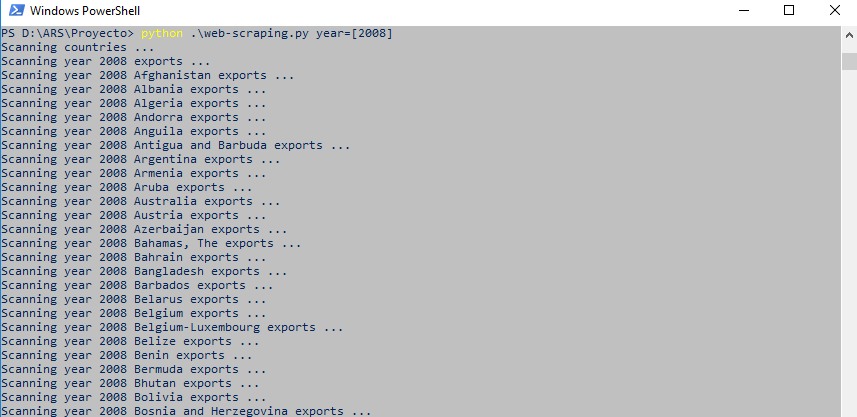 Windows PowerShell
PS D:\ARS\Proyecto> python .\web-scraping.py year=[2008]
Scanning countries ...
Scanning year 2008 exports ...
Scanning year 2008 Afghanistan exports ...
Scanning year 2008 Albania exports ...
Scanning year 2008 Algeria exports ...
Scanning year 2008 Andorra exports ...
Scanning year 2008 Anguila exports ...
Scanning year 2008 Antigua and Barbuda exports ...
Scanning year 2008 Argentina exports ...
Scanning year 2008 Armenia exports ...
Scanning year 2008 Aruba exports ...
Scanning year 2008 Australia exports ...
Scanning year 2008 Austria exports ...
Scanning year 2008 Azerbaijan exports ...
Scanning year 2008 Bahamas, The exports ...
Scanning year 2008 Bahrain exports ...
Scanning year 2008 Bangladesh exports ...
Scanning year 2008 Barbados exports ...
Scanning year 2008 Belarus exports ...
Scanning year 2008 Belgium exports ...
Scanning year 2008 Belgium-Luxembourg exports ...
Scanning year 2008 Belize exports ...
Scanning year 2008 Benin exports ...
Scanning year 2008 Bermuda exports ...
Scanning year 2008 Bhutan exports ...
Scanning year 2008 Bolivia exports ...
Scanning year 2008 Bosnia and Herzegovina exports ...